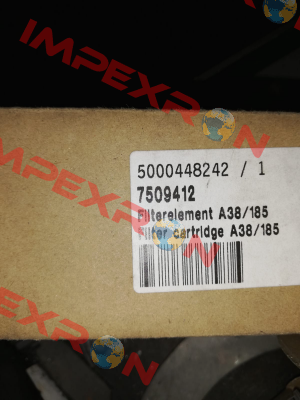 IMPEXRON
5000448242 / 1
7509412
Filterelement A38/185
Filter cartridge A38/185
IMPEXRON
IMPEXRON